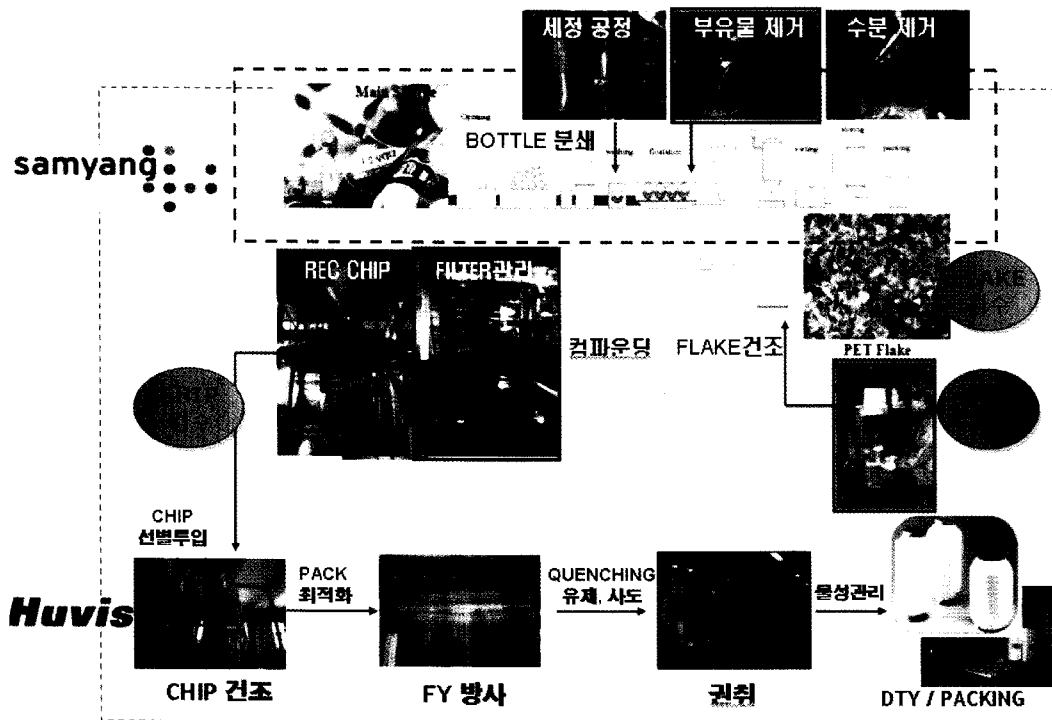 세정 공정
부유물 제거
수분 제거
samyang
BOTTLE 분쇄
washing
floatation
REC CHIP
FILTER관리
컴파운딩
FLAKE건조
PET Flake
CHIP
선별투입
PACK
최적화
QUENCHING
유제, 사도
물성관리
Huvis
CHIP 건조
FY 방사
권취
DTY / PACKING